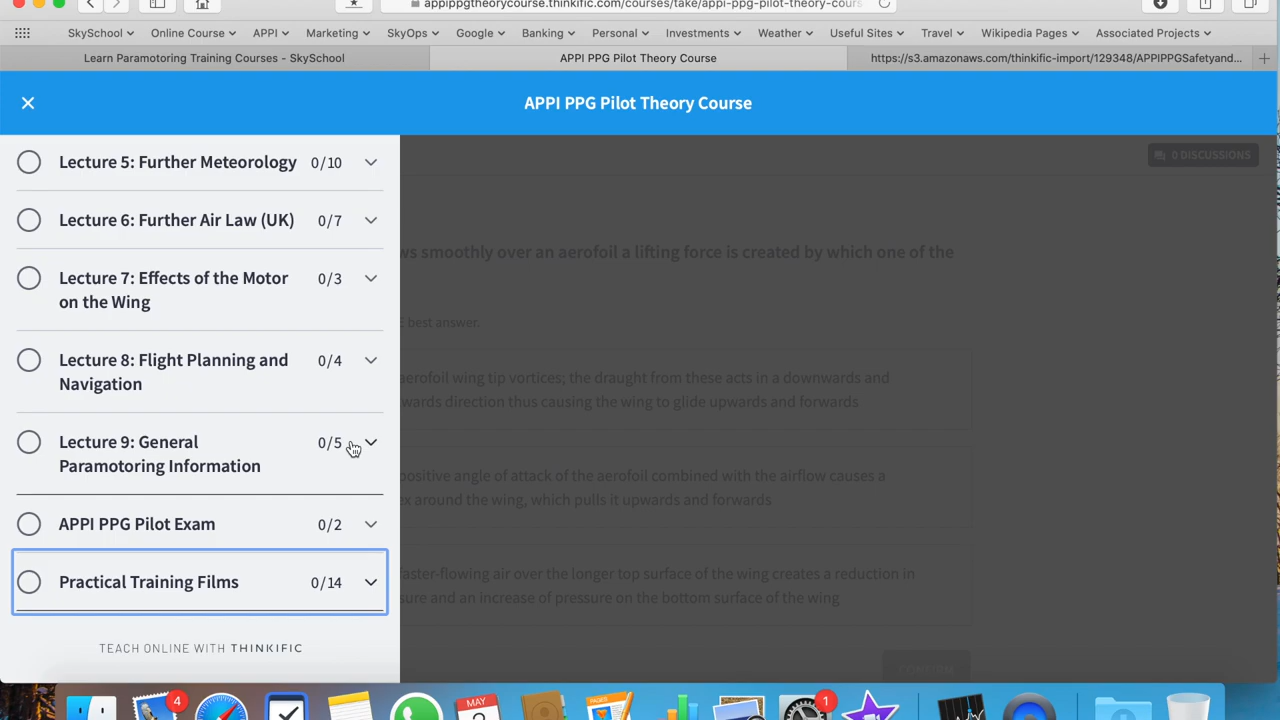 appippgtheorycourse.thinkific.com/courses/take/appi-ppg-pilot-theory-cours
SkySchool Online Course APPI Marketing SkyOps Google Banking Personal Investments Weather Useful Sites Travel Wikipedia Pages Associated Projects
Learn Paramotoring Training Courses - SkySchool
APPI PPG Pilot Theory Course
https://s3.amazonaws.com/thinkific-import/129348/APPIPPGSafetyand...
APPI PPG Pilot Theory Course
Lecture 5: Further Meteorology 0/10
0 DISCUSSIONS
Lecture 6: Further Air Law (UK) 0/7
ws smoothly over an aerofoil a lifting force is created by which one of the
Lecture 7: Effects of the Motor 0/3
on the Wing
best answer.
Lecture 8: Flight Planning and 0/4
Navigation
aerofoil wing tip vortices; the draught from these acts in a downwards and
wards direction thus causing the wing to glide upwards and forwards
Lecture 9: General 0/5
Paramotoring Information
positive angle of attack of the aerofoil combined with the airflow causes a
ex around the wing, which pulls it upwards and forwards
APPI PPG Pilot Exam 0/2
Practical Training Films 0/14
faster-flowing air over the longer top surface of the wing creates a reduction in
sure and an increase of pressure on the bottom surface of the wing
TEACH ONLINE WITH THINKIFIC
CONFIRM
4
MAY
1